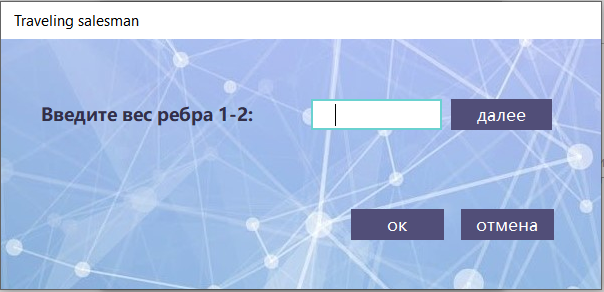 Traveling salesman
Введите вес ребра 1-2:
далее
ок
отмена